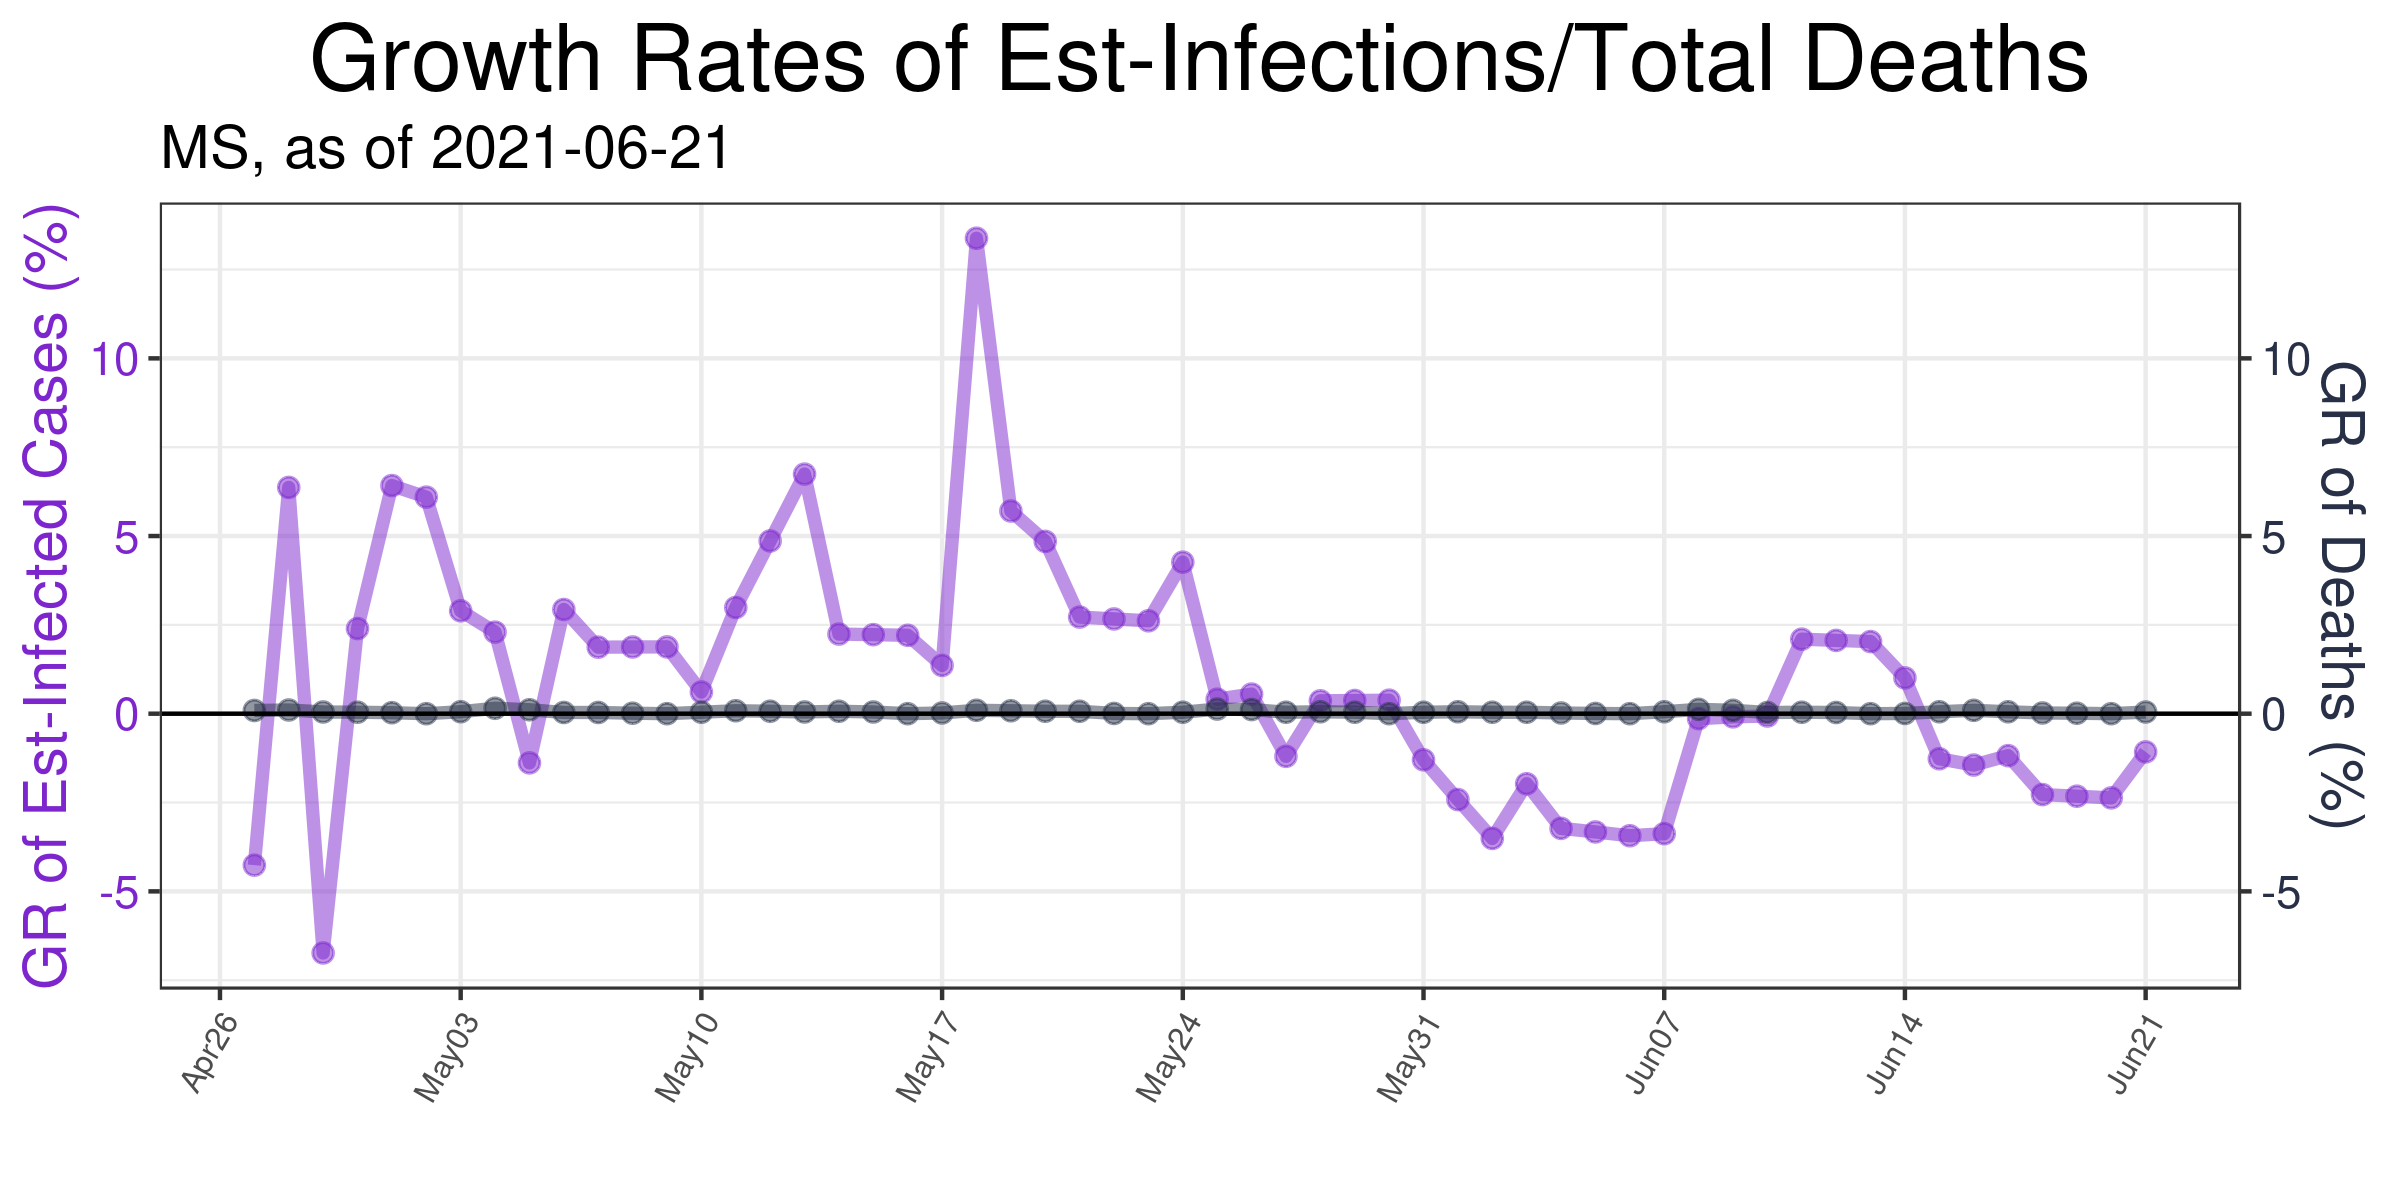 Growth Rates of Est-Infections/Total Deaths
MS, as of 2021-06-21
GR of Est-Infected Cases (%)
10
5
0
-5
10
5
0
-5
GR of Deaths (%)
Apr26
May03
May10
May17
May24
May31
Jun07
Jun14
Jun21